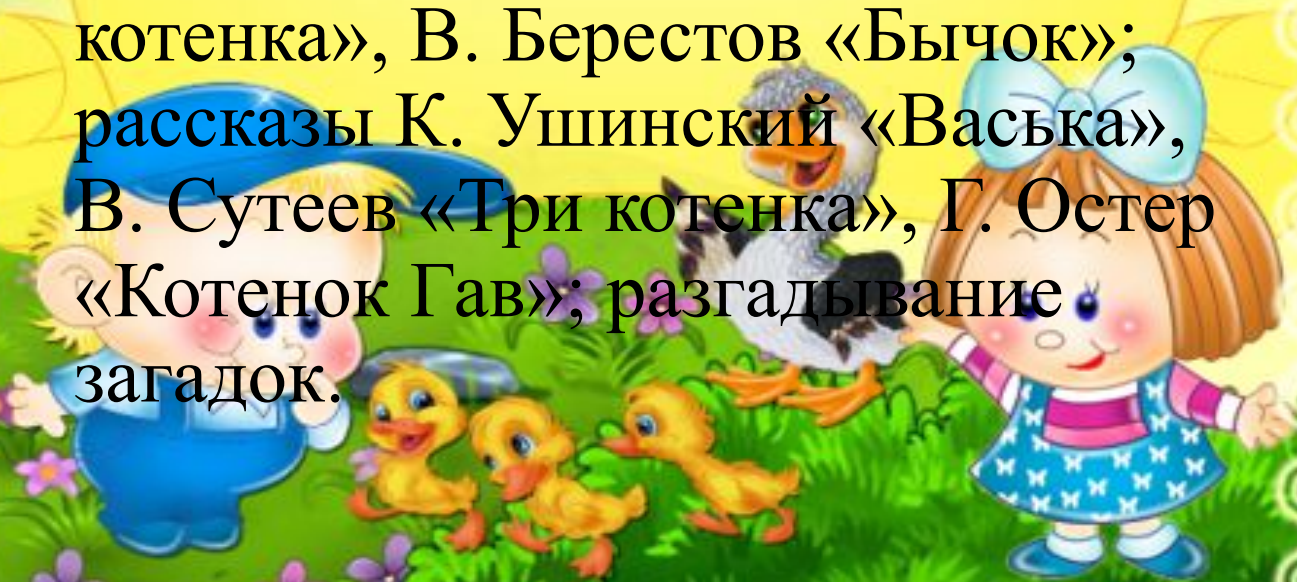 котенка», В. Берестов «Бычок»;
рассказы К. Ушинский «Васька»,
В. Сутеев «Три котенка», Г. Остер
«Котенок Гав»; разгадывание
загадок.